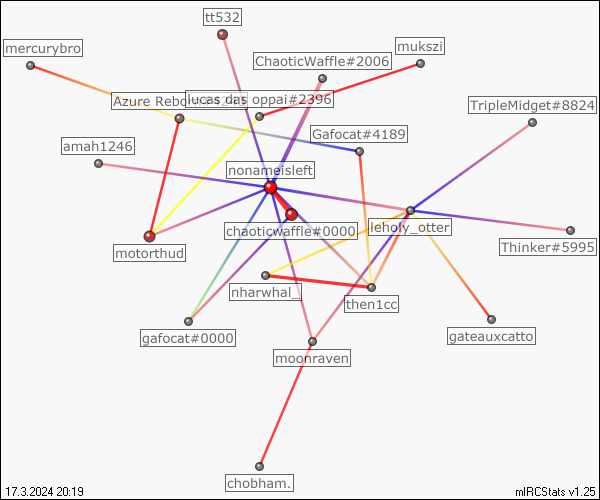 tt532
mercurybro
mukszi
ChaoticWaffle#2006
Azure Rebor
lucas das oppai#2396
TripleMidget#8824
Gafocat#4189
amah1246
nonameisleft
chaoticwaffle#0000
leholy_otter
Thinker#5995
motorthud
nharwhal_
then1cc
gafocat#0000
gateauxcatto
moonraven
chobham.
17.3.2024 20:19
mIRCStats v1.25